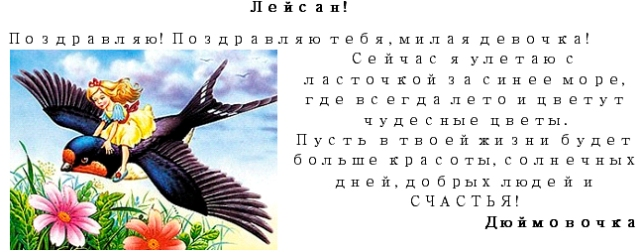 Лейсан!
Поздравляю! Поздравляю тебя, милая девочка!
Сейчас я улетаю с
ласточкой за синее море,
где всегда лето и цветут
чудесные цветы.
Пусть в твоей жизни будет
больше красоты, солнечных
дней, добрых людей и
СЧАСТЬЯ!
Дюймовочка